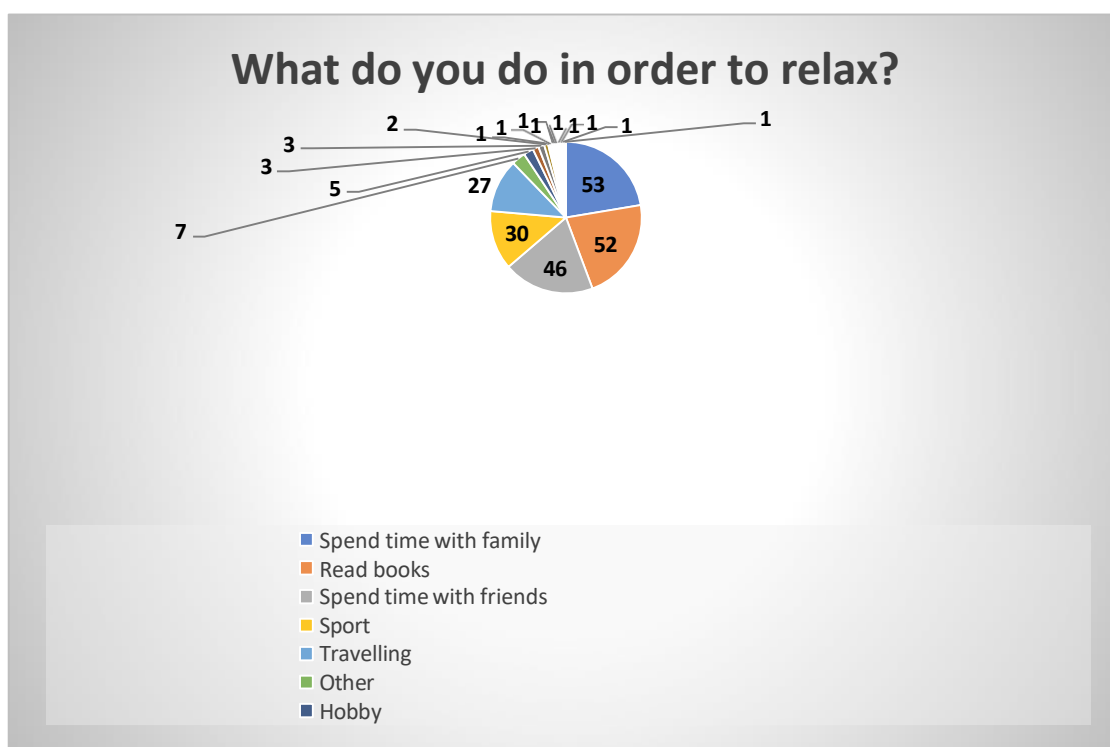 What do you do in order to relax?
2 1 1 1 1 1 1 1 1 1
3
3
5
7
27
53
30
52
46
Spend time with family
Read books
Spend time with friends
Sport
Travelling
Other
Hobby